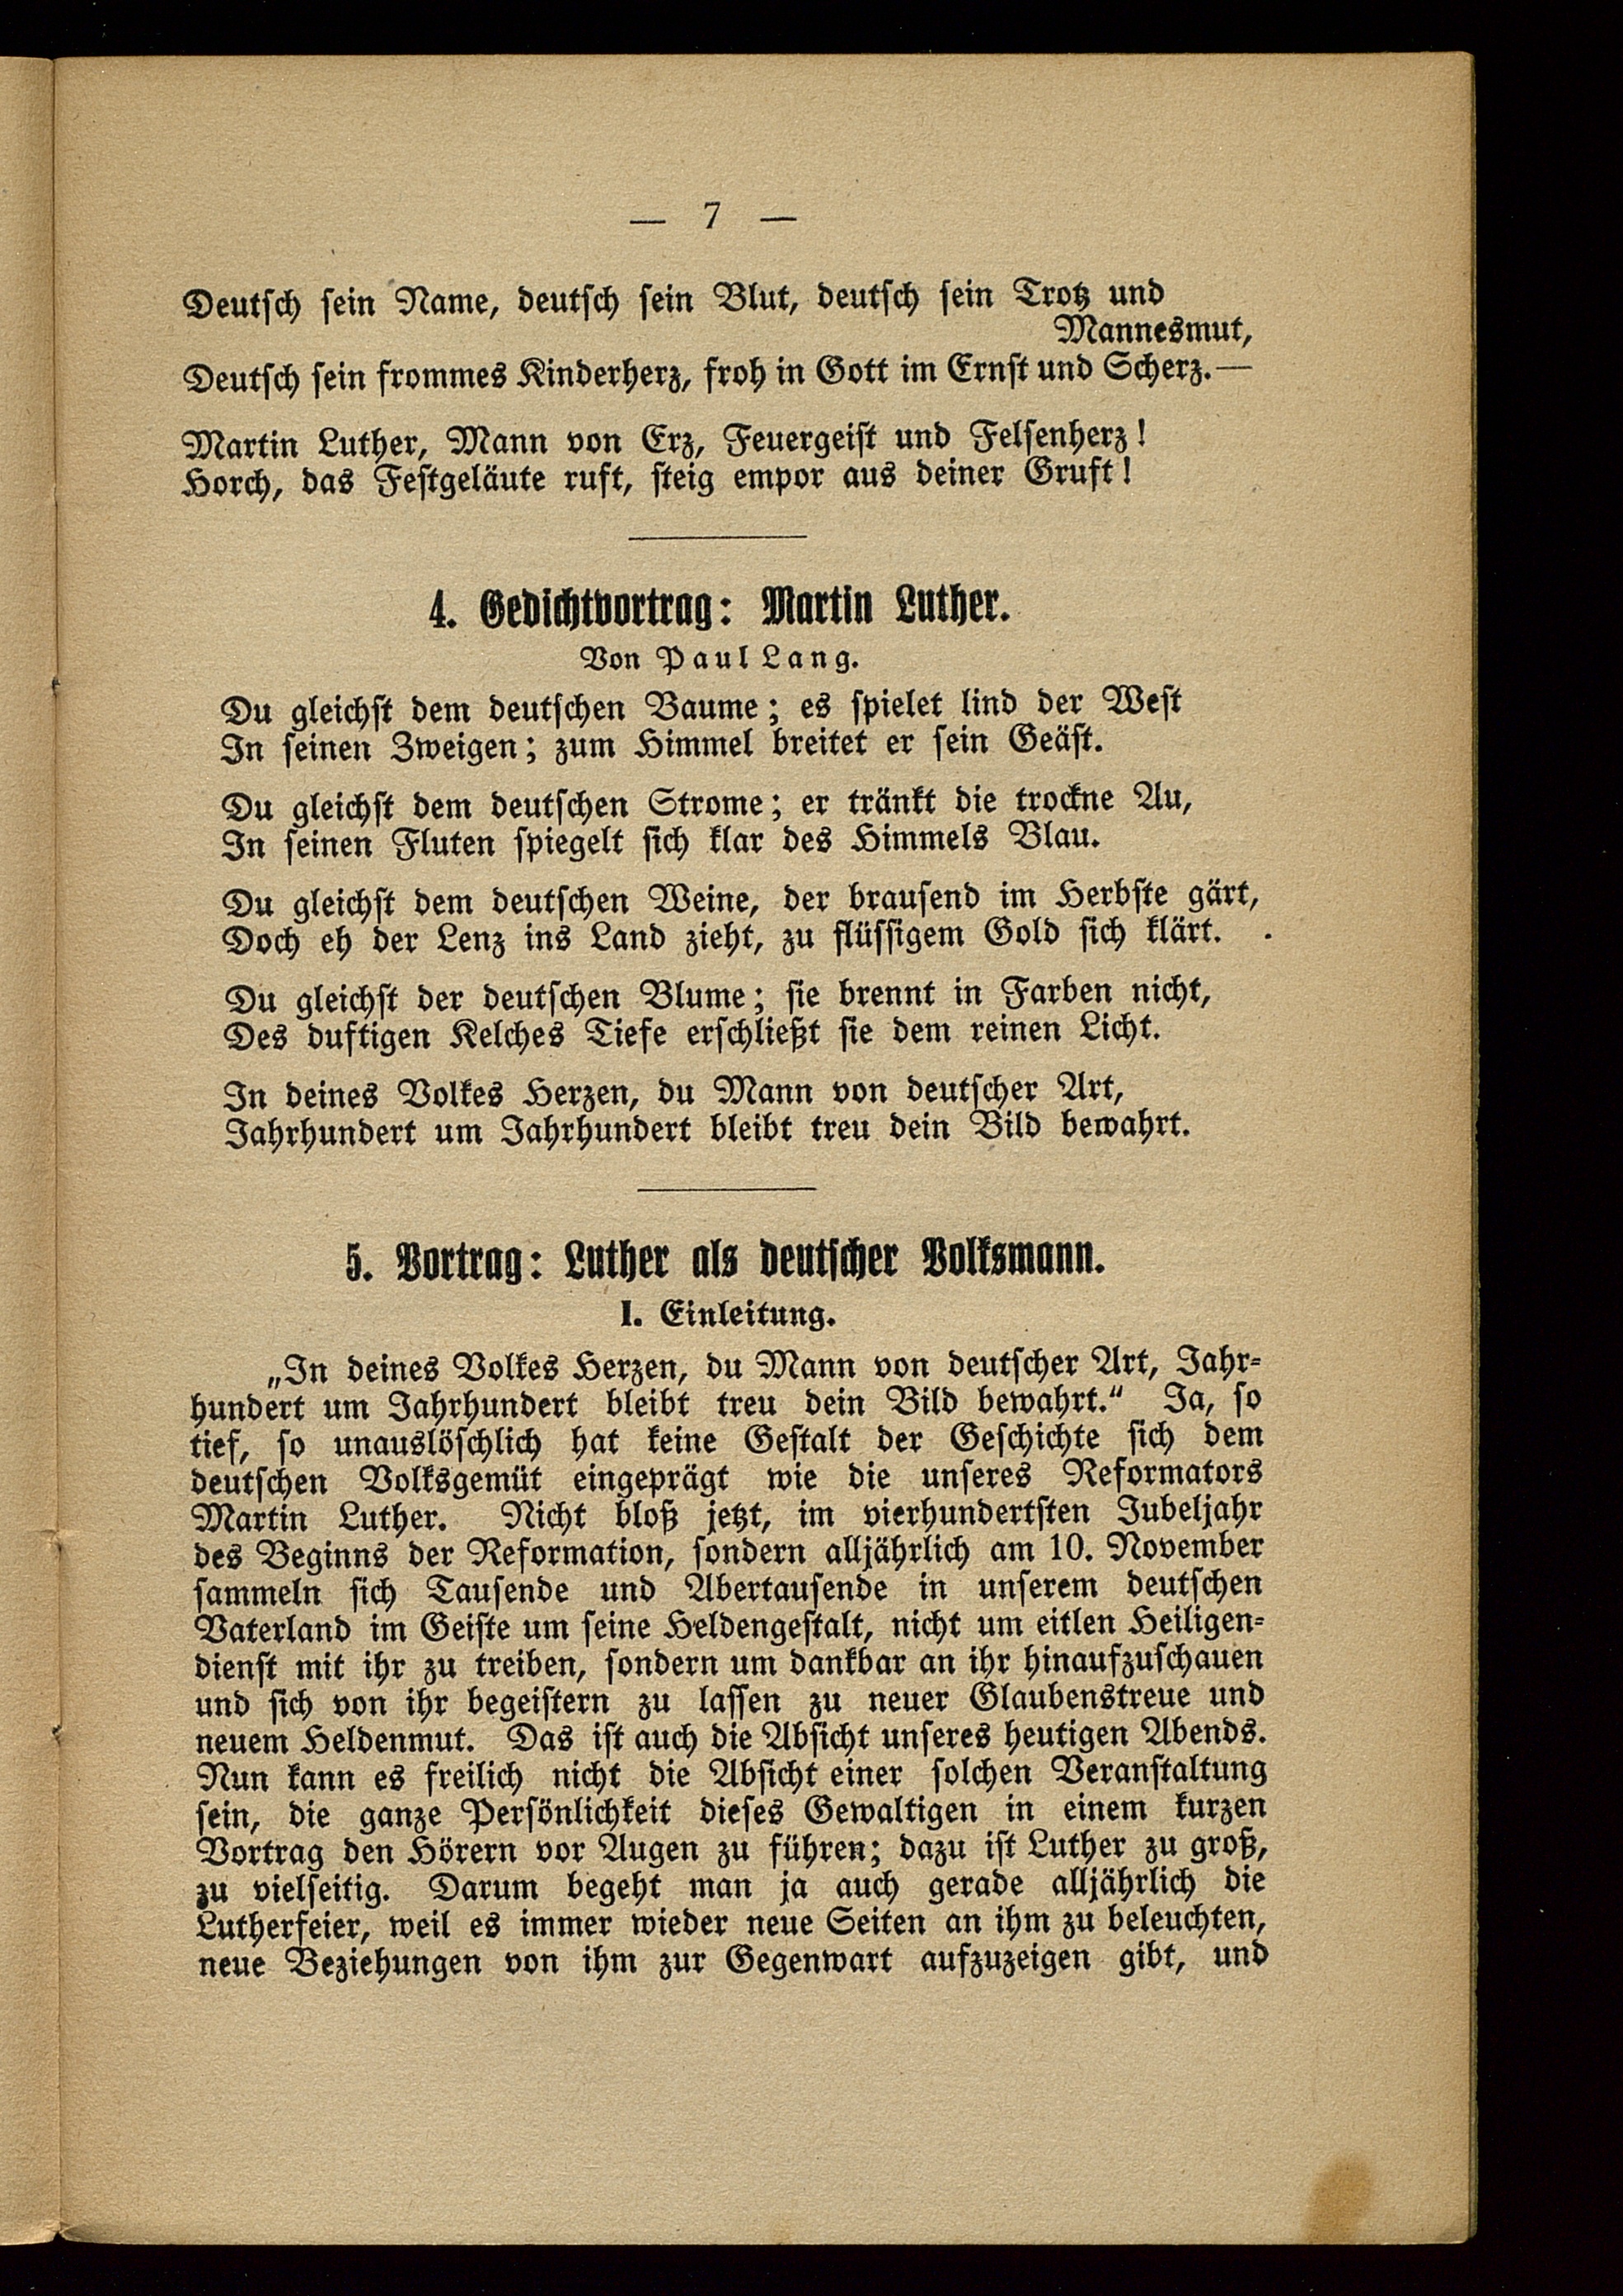 — 7 —
Deutsch sein Name, deutsch sein Blut, deutsch sein Trotz und
Mannesmut,
Deutsch sein frommes Kinderherz, froh in Gott im Ernst und Scherz. —
Martin Luther, Mann von Erz, Feuergeist und Felsenherz!
Horch, das Festgeläute ruft, steig empor aus deiner Gruft!
4. Gedichtvortrag: Martin Luther.
Von Paul Lang.
Du gleichst dem deutschen Baume; es spielet lind der West
In seinen Zweigen; zum Himmel breitet er sein Geäst.
Du gleichst dem deutschen Strome; er tränkt die trockne Au,
In seinen Fluten spiegelt sich klar des Himmels Blau.
Du gleichst dem deutschen Weine, der brausend im Herbste gärt,
Doch eh der Lenz ins Land zieht, zu flüssigem Gold sich klärt.
Du gleichst der deutschen Blume; sie brennt in Farben nicht,
Des duftigen Kelches Tiefe erschließt sie dem reinen Licht.
In deines Volkes Herzen, du Mann von deutscher Art,
Jahrhundert um Jahrhundert bleibt treu dein Bild bewahrt.
5. Vortrag: Luther als deutscher Volksmann.
I. Einleitung.
„In deines Volkes Herzen, du Mann von deutscher Art, Jahr-
hundert um Jahrhundert bleibt treu dein Bild bewahrt.“ Ja, so
tief, so unauslöschlich hat keine Gestalt der Geschichte sich dem
deutschen Volksgemüt eingeprägt wie die unseres Reformators
Martin Luther. Nicht bloß jetzt, im vierhundertsten Jubeljahr
des Beginns der Reformation, sondern alljährlich am 10. November
sammeln sich Tausende und Abertausende in unserem deutschen
Vaterland im Geiste um seine Heldengestalt, nicht um eitlen Heiligen-
dienst mit ihr zu treiben, sondern um dankbar an ihr hinaufzuschauen
und sich von ihr begeistern zu lassen zu neuer Glaubenstreue und
neuem Heldenmut. Das ist auch die Absicht unseres heutigen Abends.
Nun kann es freilich nicht die Absicht einer solchen Veranstaltung
sein, die ganze Persönlichkeit dieses Gewaltigen in einem kurzen
Vortrag den Hörern vor Augen zu führen; dazu ist Luther zu groß,
zu vielseitig. Darum begeht man ja auch gerade alljährlich die
Lutherfeier, weil es immer wieder neue Seiten an ihm zu beleuchten,
neue Beziehungen von ihm zur Gegenwart aufzuzeigen gibt, und